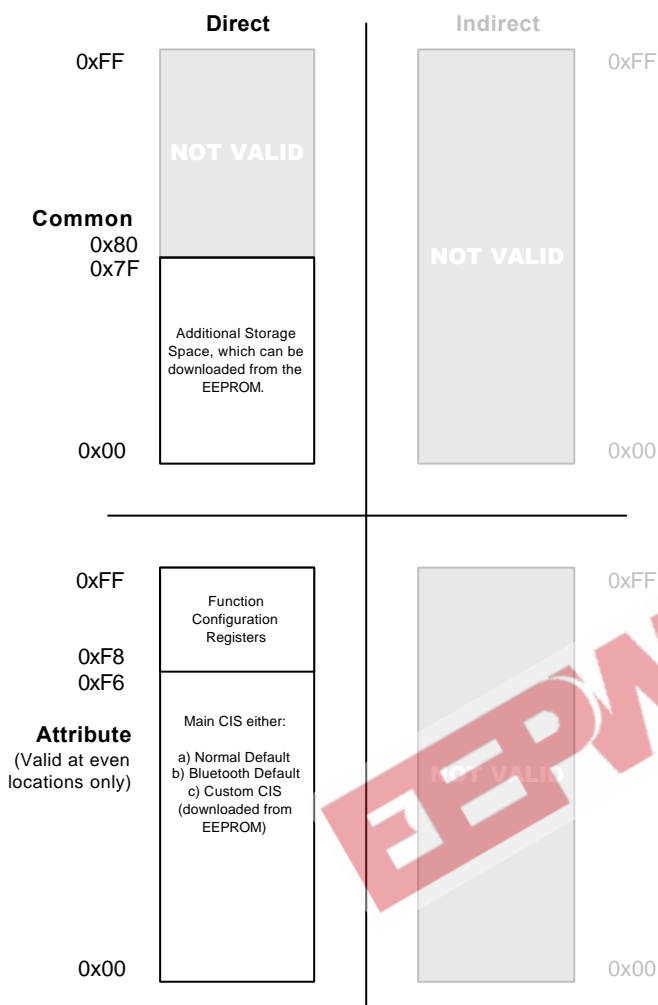 Direct
Indirect
0xFF
0xFF
NOT VALID
Common
0x80
0x7F
NOT VALID
Additional Storage
Space, which can be
downloaded from the
EEPROM.
0x00
0x00
0xFF
0xFF
Function
Configuration
Registers
0xF8
0xF6
Attribute
(Valid at even
locations only)
Main CIS either:
a) Normal Default
b) Bluetooth Default
c) Custom CIS
(downloaded from
EEPROM)
NOT VALID
EEPW
0x00
0x00